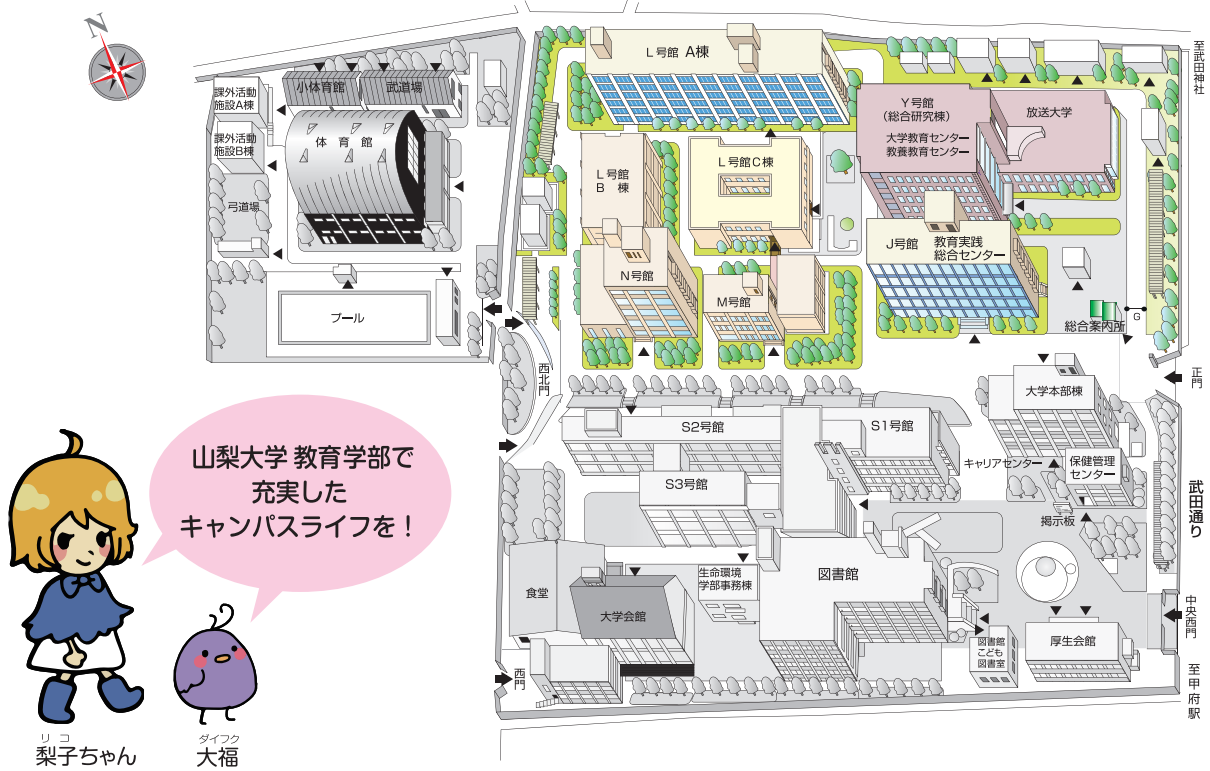 N
L号館 A棟
至武田神社
小体育館
武道場
課外活動
施設A棟
体育館
課外活動
施設B棟
Y号館
(総合研究棟)
大学教育センター
教養教育センター
放送大学
L号館
B 棟
L号館C棟
弓道場
J号館
教育実践
総合センター
N号館
M号館
プール
総合案内所
G
西北門
正門
大学本部棟
S2号館
S1号館
キャリアセンター
保健管理
センター
S3号館
掲示板
武田通り
山梨大学 教育学部で
充実した
キャンパスライフを！
食堂
大学会館
生命環境
学部事務棟
図書館
中央西門
図書館
こども
図書室
厚生会館
西門
至甲府駅
リコ
梨子ちゃん
ダイフク
大福